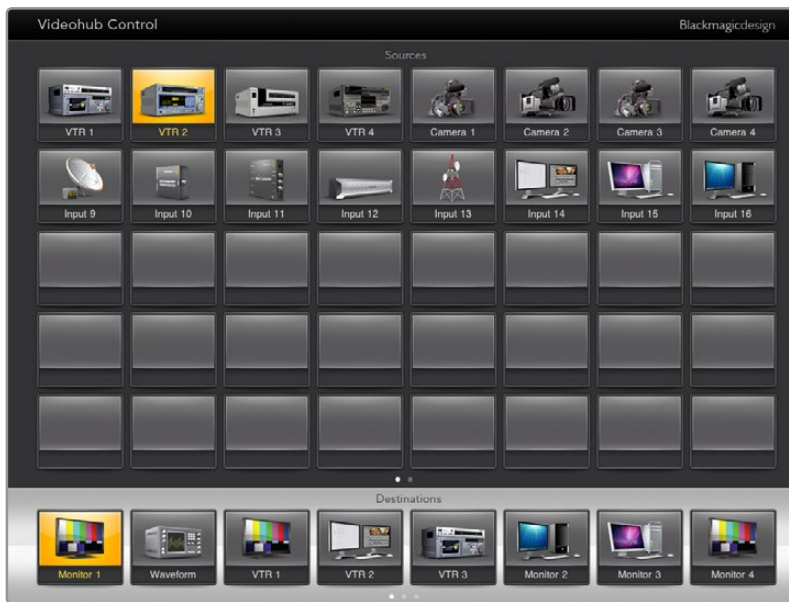 Videohub Control Blackmagicdesign
Sources
VTR 1 VTR 2 VTR 3 VTR 4 Camera 1 Camera 2 Camera 3 Camera 4
Input 9 Input 10 Input 11 Input 12 Input 13 Input 14 Input 15 Input 16
Destinations
Monitor 1 Waveform VTR 1 VTR 2 VTR 3 Monitor 2 Monitor 3 Monitor 4